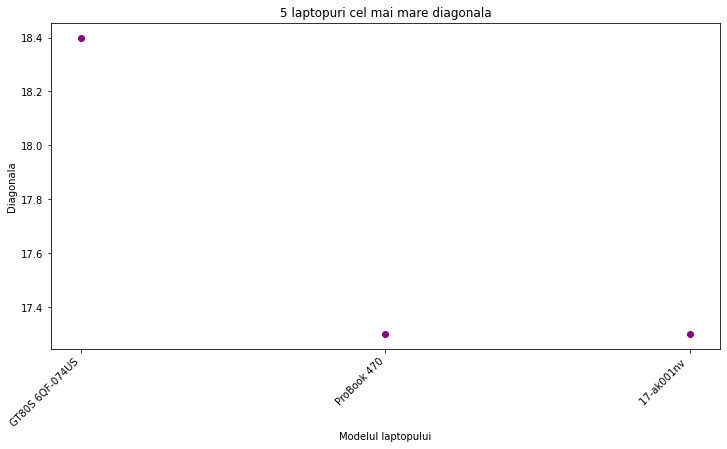 5 laptopuri cel mai mare diagonala
18.4
18.2
18.0
17.8
17.6
17.4
Diagonala
GT80S 6QF-074US
ProBook 470
17-ak001nv
Modelul laptopului